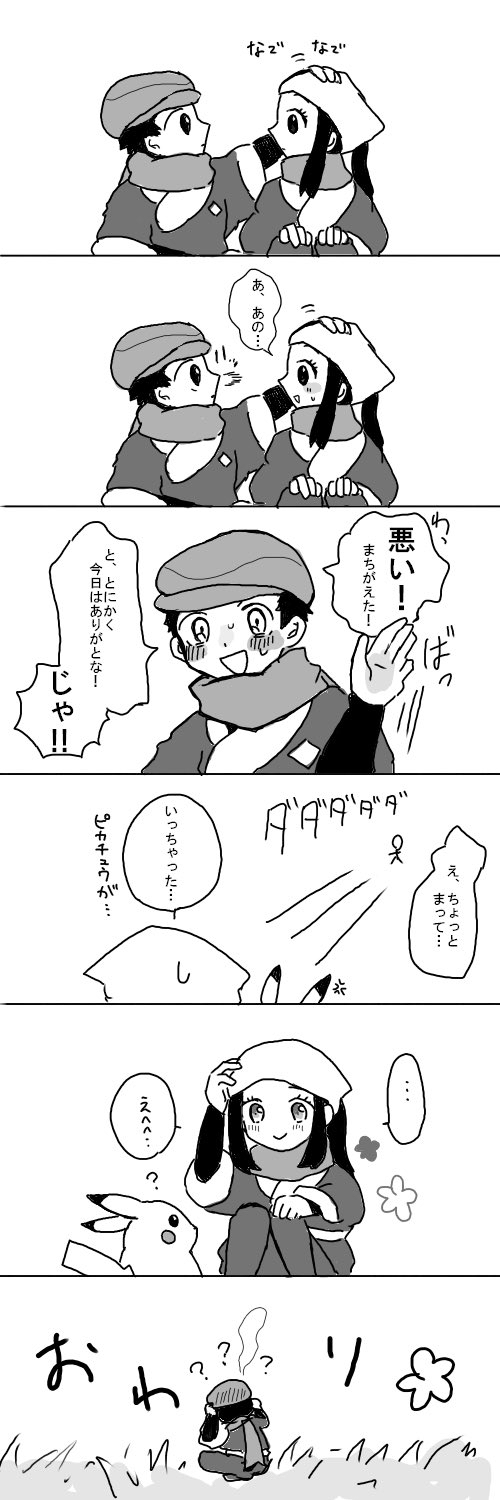 なで なで
あ、あの…
わ、
悪い！
まちがえた！
ばっ
と、とにかく
今日はありがとな！
じゃ!!
え、ちょっと
まって…
ダダダダダ
いっちゃった…
ピカチュウが…
…
えへへ…
?
おわり
? ? ?